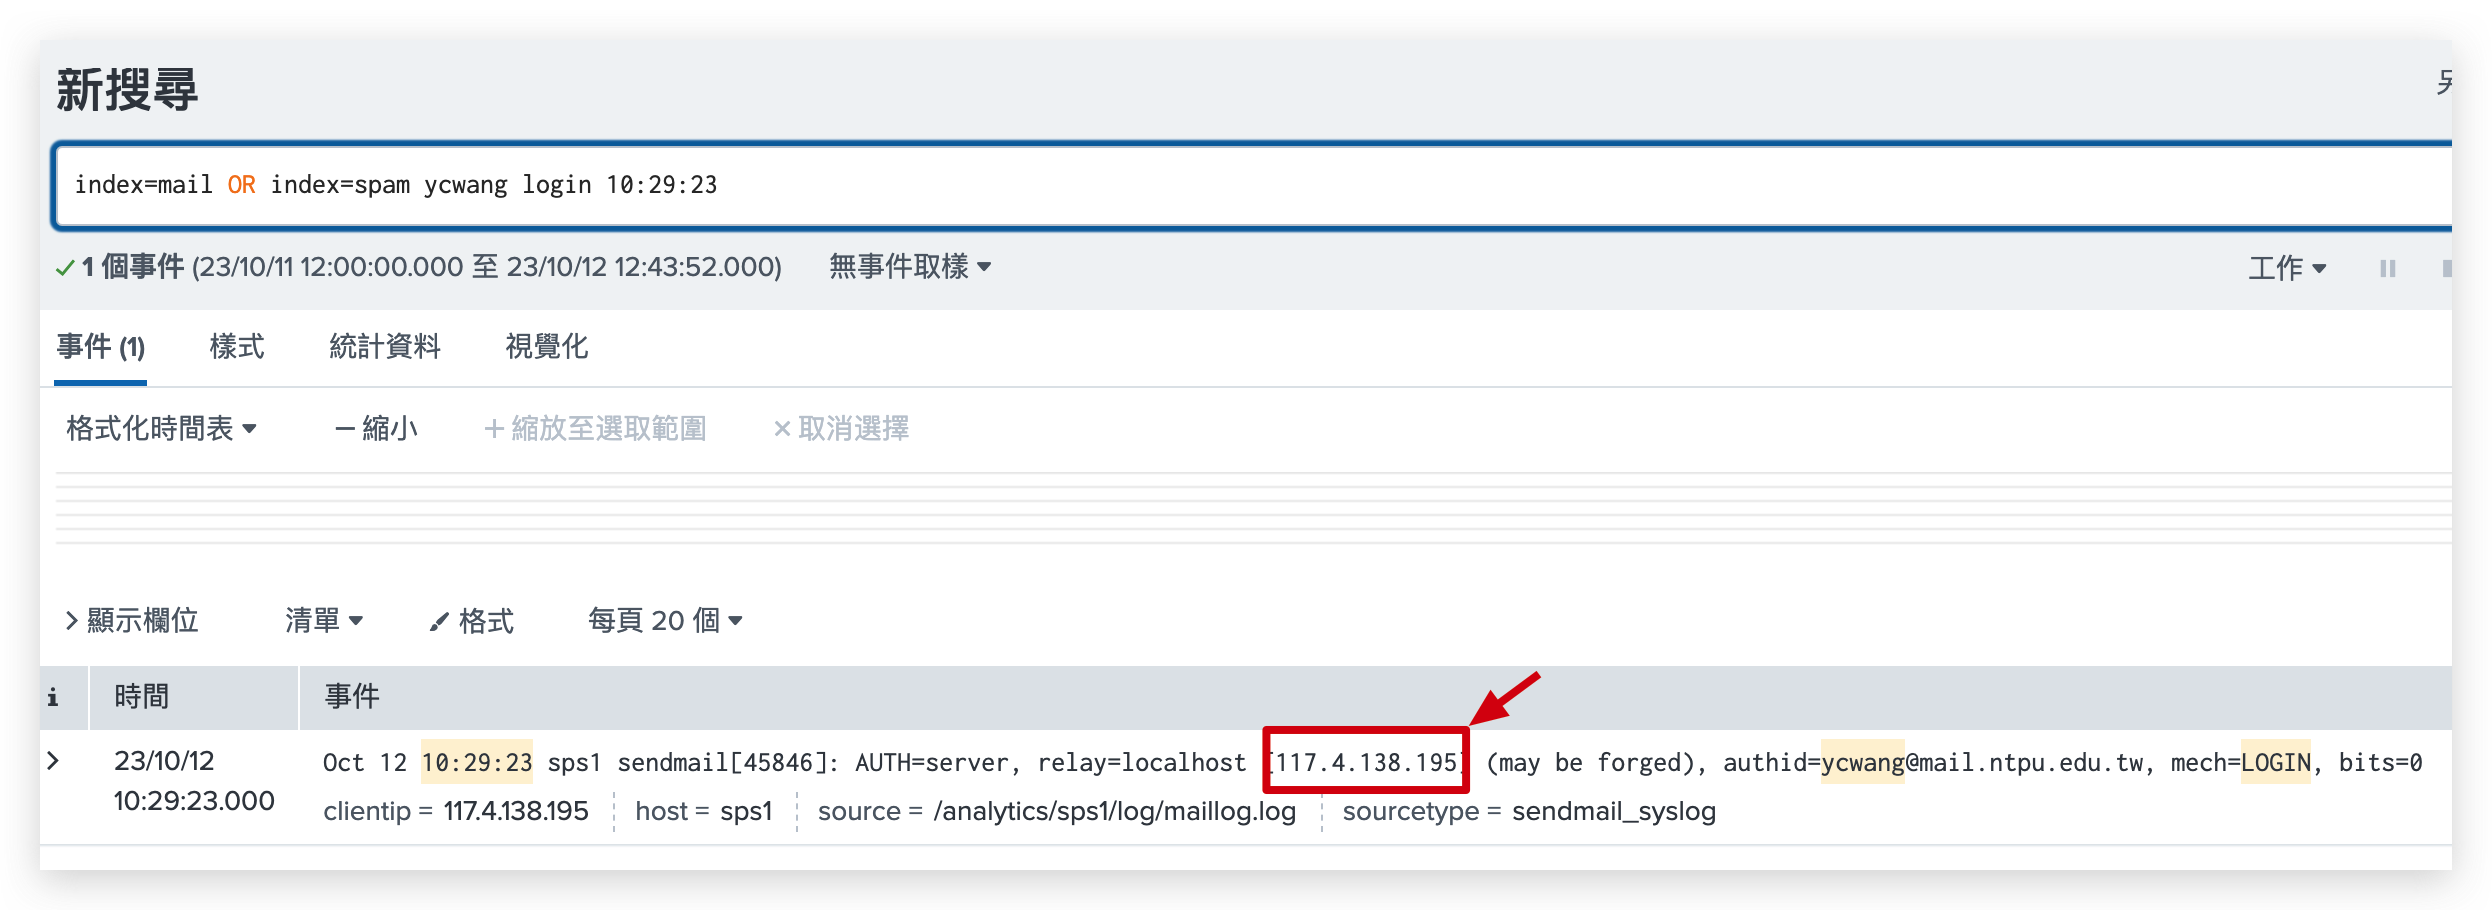 新搜尋
index=mail OR index=spam ycwang login 10:29:23
1 個事件 (23/10/11 12:00:00.000 至 23/10/12 12:43:52.000) 無事件取樣 工作
事件 (1) 樣式 統計資料 視覺化
格式化時間表 — 縮小 + 縮放至選取範圍 × 取消選擇
顯示欄位 清單 格式 每頁 20 個
i 時間 事件
23/10/12 10:29:23.000
Oct 12 10:29:23 sps1 sendmail[45846]: AUTH=server, relay=localhost [117.4.138.195] (may be forged), authid=ycwang@mail.ntpu.edu.tw, mech=LOGIN, bits=0
clientip = 117.4.138.195 host = sps1 source = /analytics/sps1/log/maillog.log sourcetype = sendmail_syslog